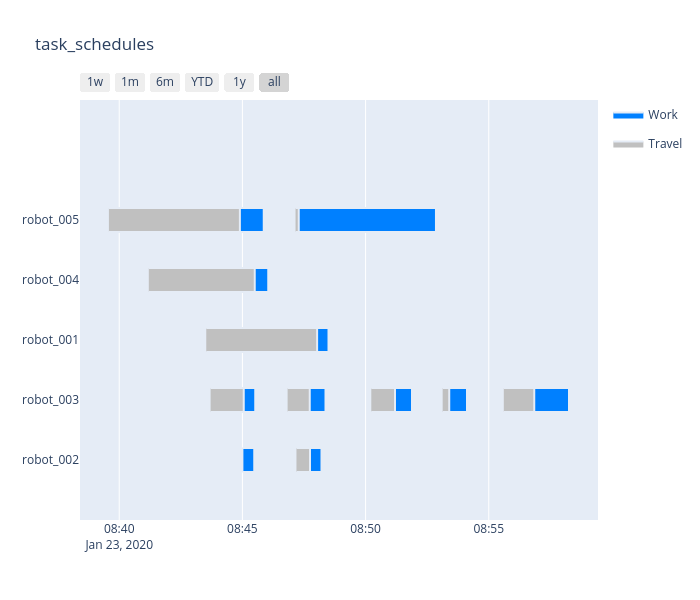 task_schedules
1w 1m 6m YTD 1y all
Work
Travel
robot_005
robot_004
robot_001
robot_003
robot_002
08:40 08:45 08:50 08:55
Jan 23, 2020